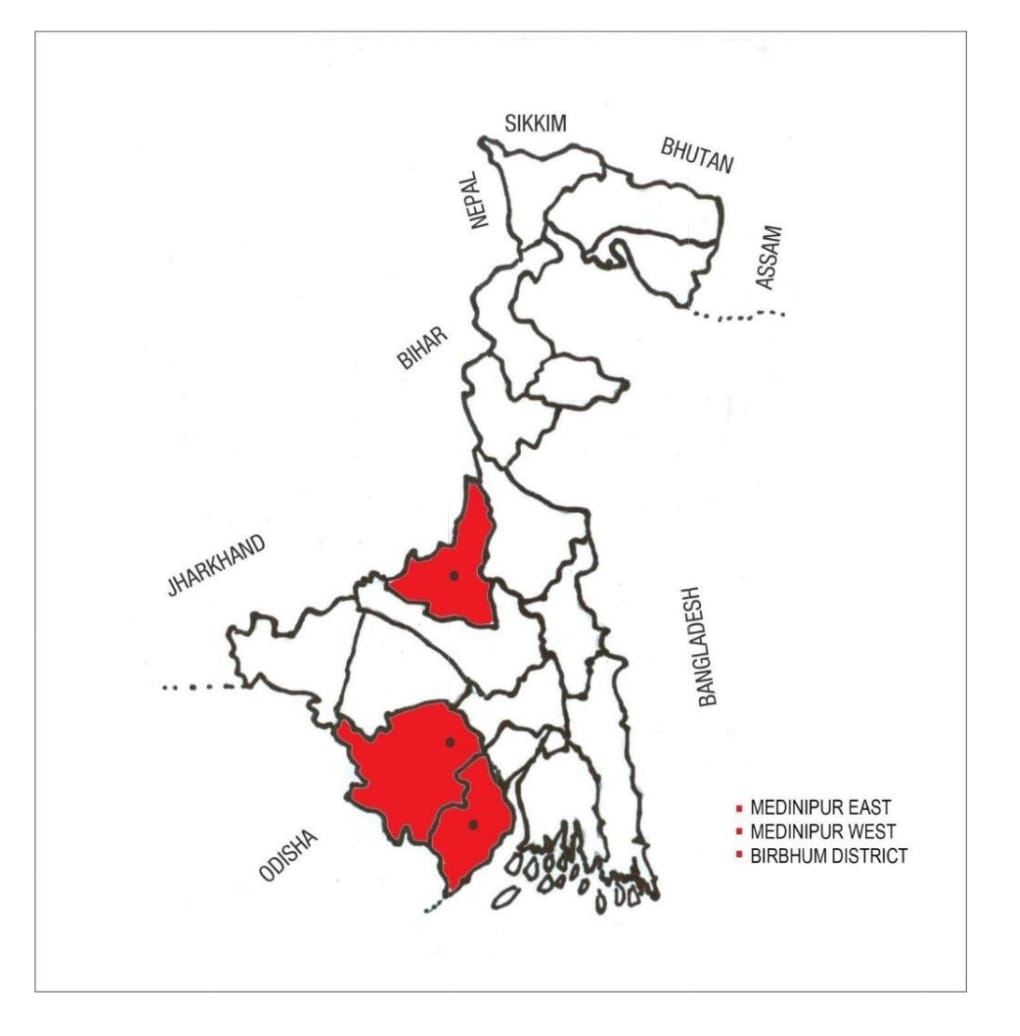 SIKKIM
BHUTAN
NEPAL
ASSAM
BIHAR
JHARKHAND
BANGLADESH
ODISHA
MEDINIPUR EAST
MEDINIPUR WEST
BIRBHUM DISTRICT